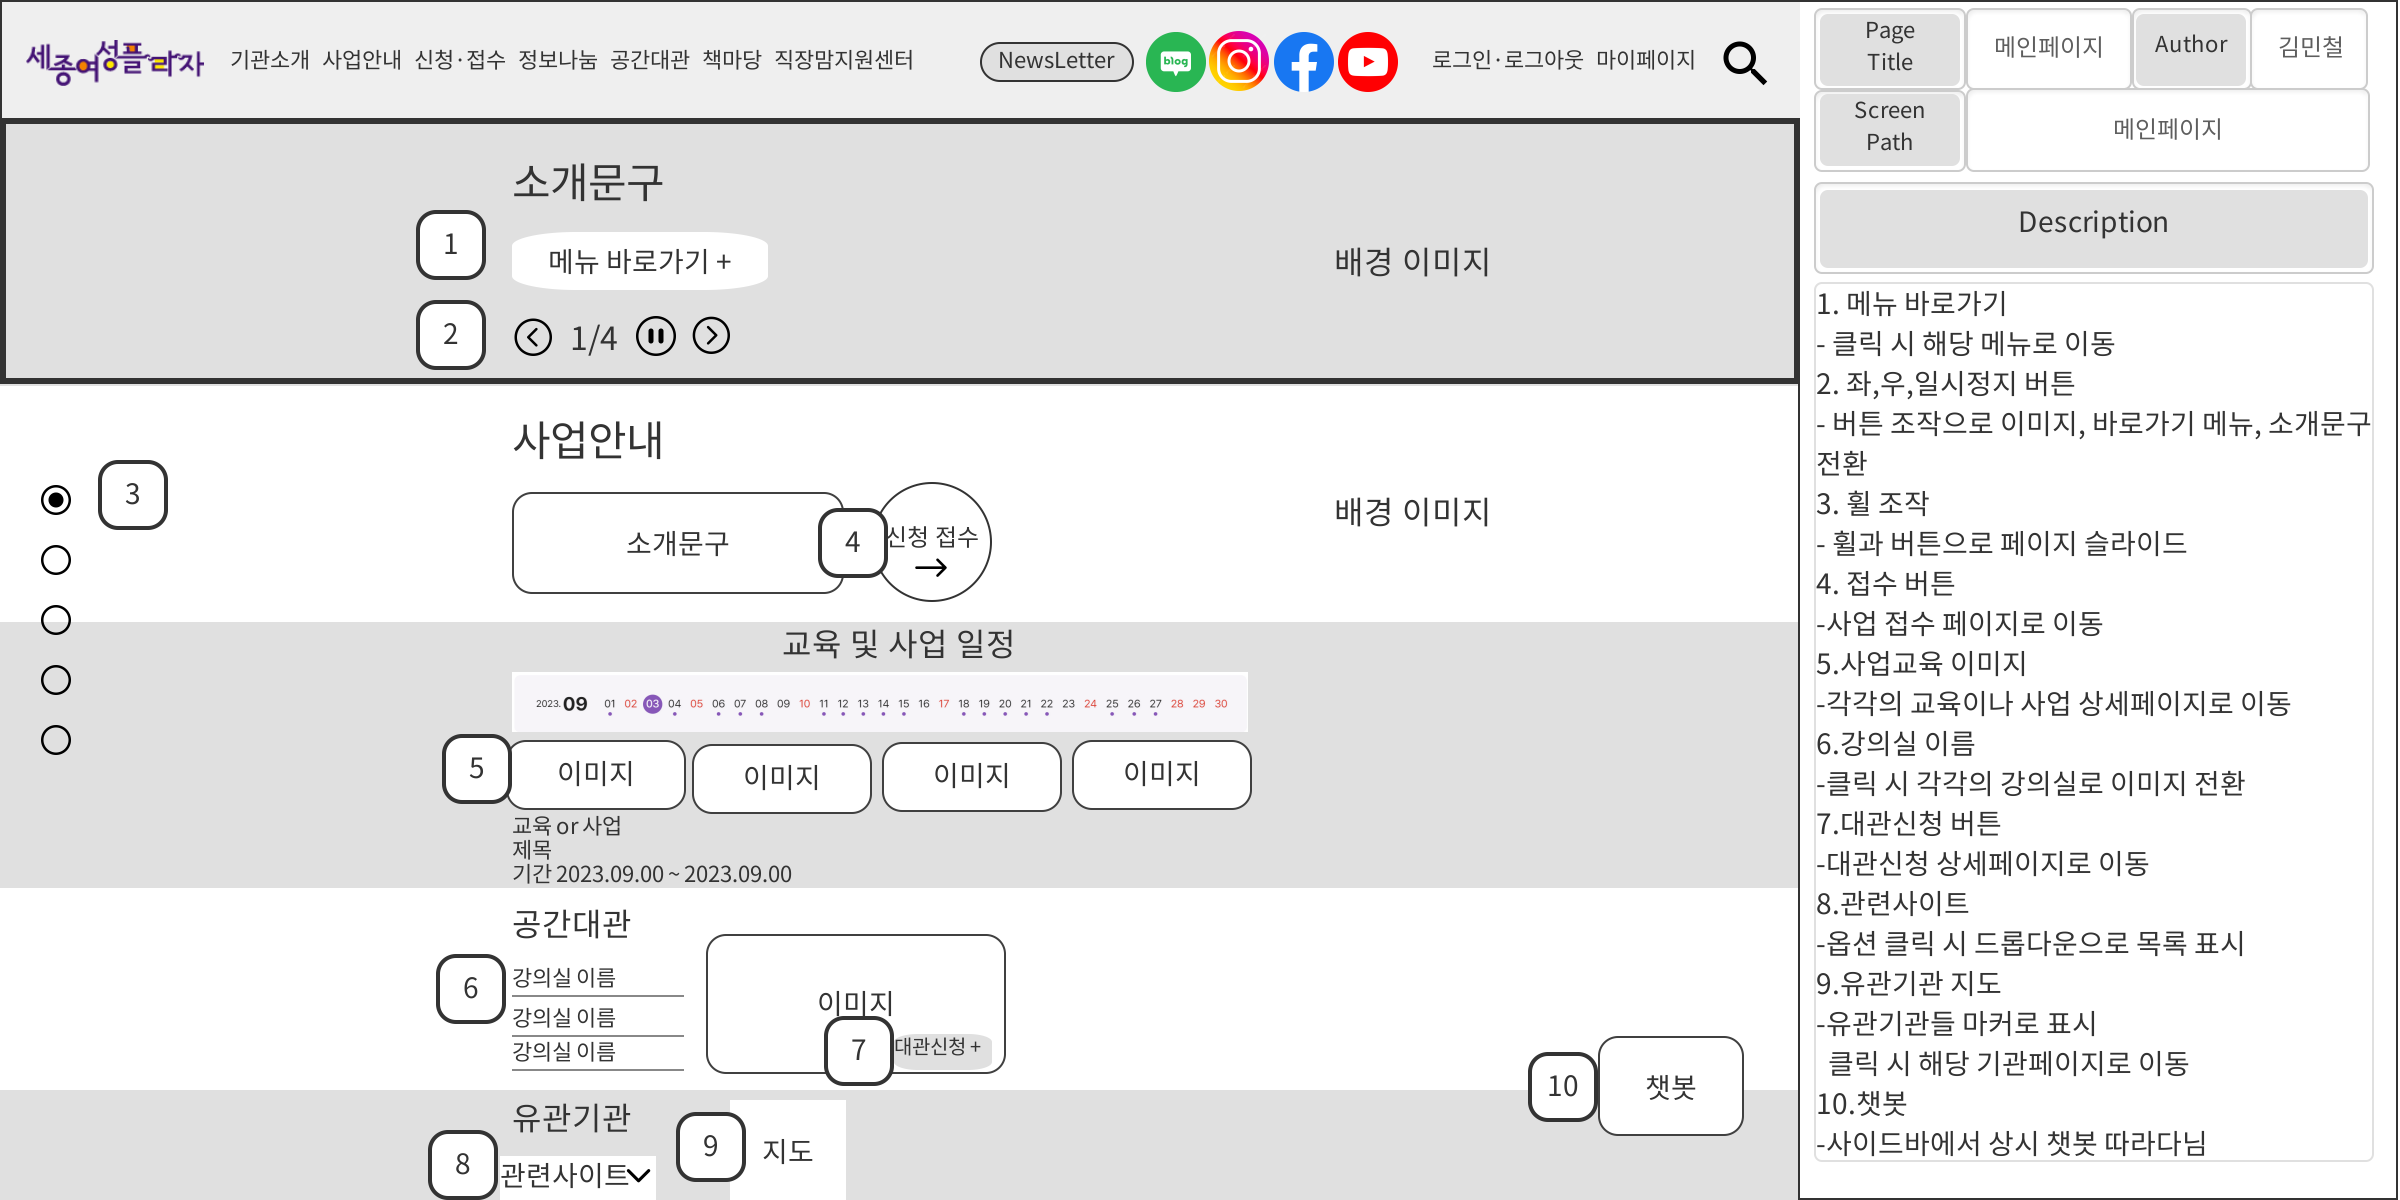 세종여성플라자 기관소개 사업안내 신청·접수 정보나눔 공간대관 책마당 직장맘지원센터 NewsLetter blog 로그인·로그아웃 마이페이지
소개문구
1 메뉴 바로가기 + 배경 이미지
2 1/4
사업안내
3
소개문구 4 신청 접수 배경 이미지
교육 및 사업 일정
2023. 09 01 02 03 04 05 06 07 08 09 10 11 12 13 14 15 16 17 18 19 20 21 22 23 24 25 26 27 28 29 30
5 이미지 이미지 이미지 이미지
교육 or 사업
제목
기간 2023.09.00 ~ 2023.09.00
공간대관
6 강의실 이름
강의실 이름
강의실 이름
이미지
7 대관신청 +
10 챗봇
유관기관
8 관련사이트
9 지도
Page Title 메인페이지 Author 김민철
Screen Path 메인페이지
Description
1. 메뉴 바로가기
- 클릭 시 해당 메뉴로 이동
2. 좌,우,일시정지 버튼
- 버튼 조작으로 이미지, 바로가기 메뉴, 소개문구
전환
3. 휠 조작
- 휠과 버튼으로 페이지 슬라이드
4. 접수 버튼
-사업 접수 페이지로 이동
5.사업교육 이미지
-각각의 교육이나 사업 상세페이지로 이동
6.강의실 이름
-클릭 시 각각의 강의실로 이미지 전환
7.대관신청 버튼
-대관신청 상세페이지로 이동
8.관련사이트
-옵션 클릭 시 드롭다운으로 목록 표시
9.유관기관 지도
-유관기관들 마커로 표시
클릭 시 해당 기관페이지로 이동
10.챗봇
-사이드바에서 상시 챗봇 따라다님